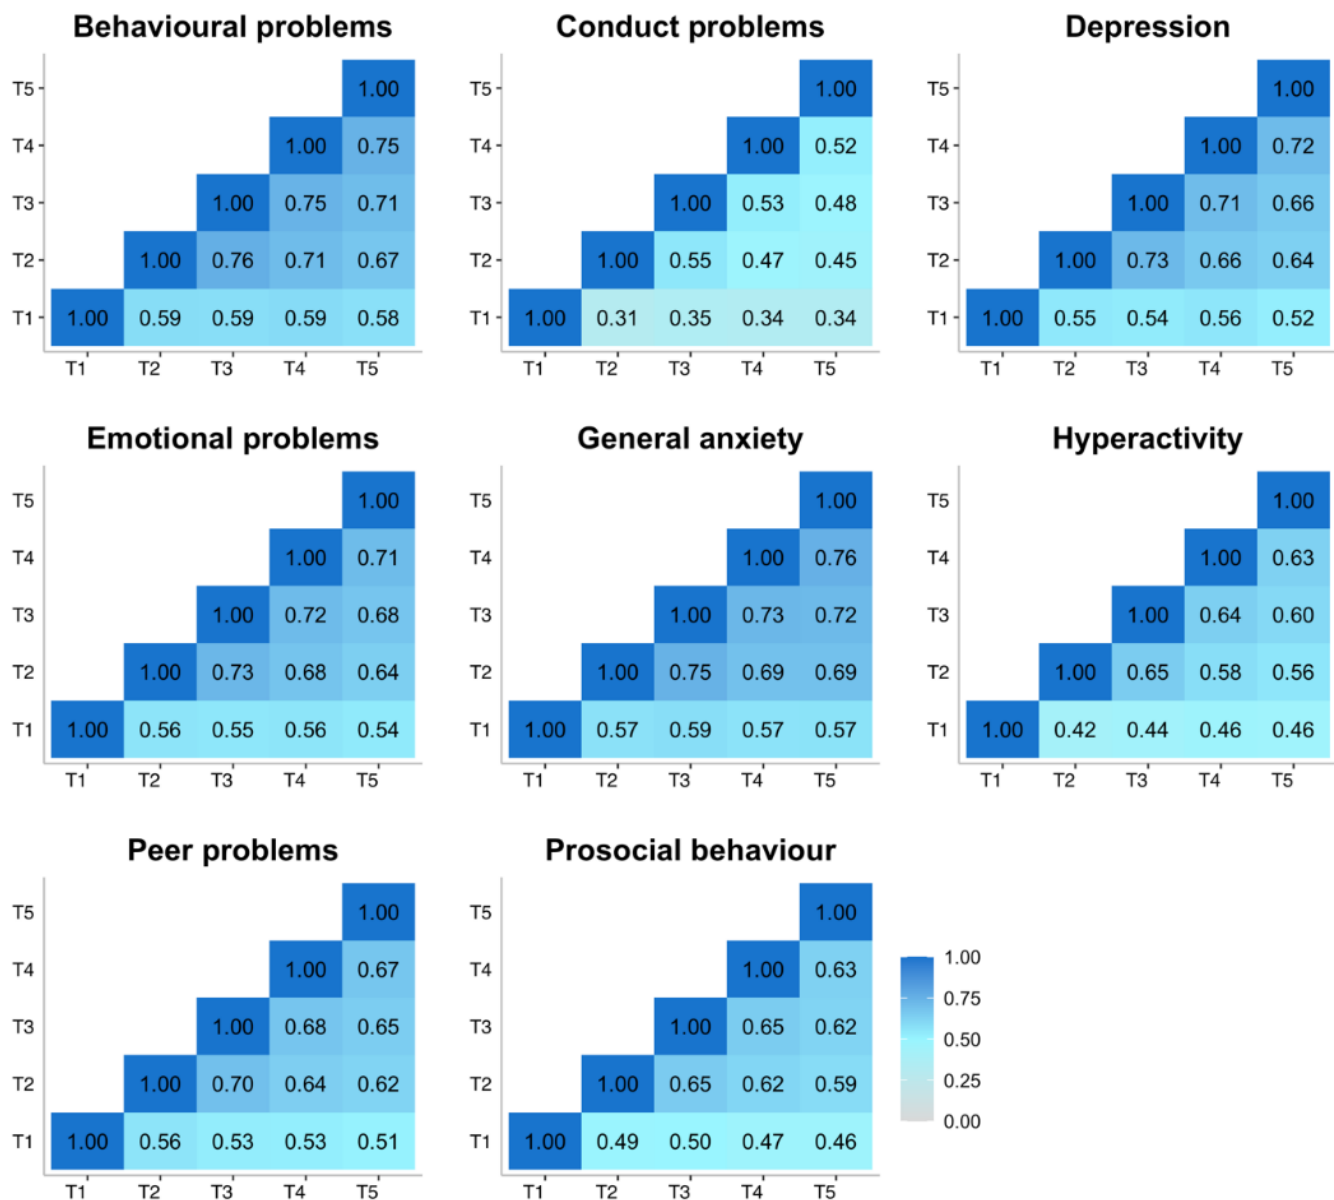 Behavioural problems Conduct problems Depression
T5 1.00 T5 1.00 T5 1.00
T4 1.00 0.75 T4 1.00 0.52 T4 1.00 0.72
T3 1.00 0.75 0.71 T3 1.00 0.53 0.48 T3 1.00 0.71 0.66
T2 1.00 0.76 0.71 0.67 T2 1.00 0.55 0.47 0.45 T2 1.00 0.73 0.66 0.64
T1 1.00 0.59 0.59 0.59 0.58 T1 1.00 0.31 0.35 0.34 0.34 T1 1.00 0.55 0.54 0.56 0.52
T1 T2 T3 T4 T5 T1 T2 T3 T4 T5 T1 T2 T3 T4 T5
Emotional problems General anxiety Hyperactivity
T5 1.00 T5 1.00 T5 1.00
T4 1.00 0.71 T4 1.00 0.76 T4 1.00 0.63
T3 1.00 0.72 0.68 T3 1.00 0.73 0.72 T3 1.00 0.64 0.60
T2 1.00 0.73 0.68 0.64 T2 1.00 0.75 0.69 0.69 T2 1.00 0.65 0.58 0.56
T1 1.00 0.56 0.55 0.56 0.54 T1 1.00 0.57 0.59 0.57 0.57 T1 1.00 0.42 0.44 0.46 0.46
T1 T2 T3 T4 T5 T1 T2 T3 T4 T5 T1 T2 T3 T4 T5
Peer problems Prosocial behaviour
T5 1.00 T5 1.00
T4 1.00 0.67 T4 1.00 0.63
T3 1.00 0.68 0.65 T3 1.00 0.65 0.62
T2 1.00 0.70 0.64 0.62 T2 1.00 0.65 0.62 0.59
T1 1.00 0.56 0.53 0.53 0.51 T1 1.00 0.49 0.50 0.47 0.46
T1 T2 T3 T4 T5 T1 T2 T3 T4 T5
1.00
0.75
0.50
0.25
0.00